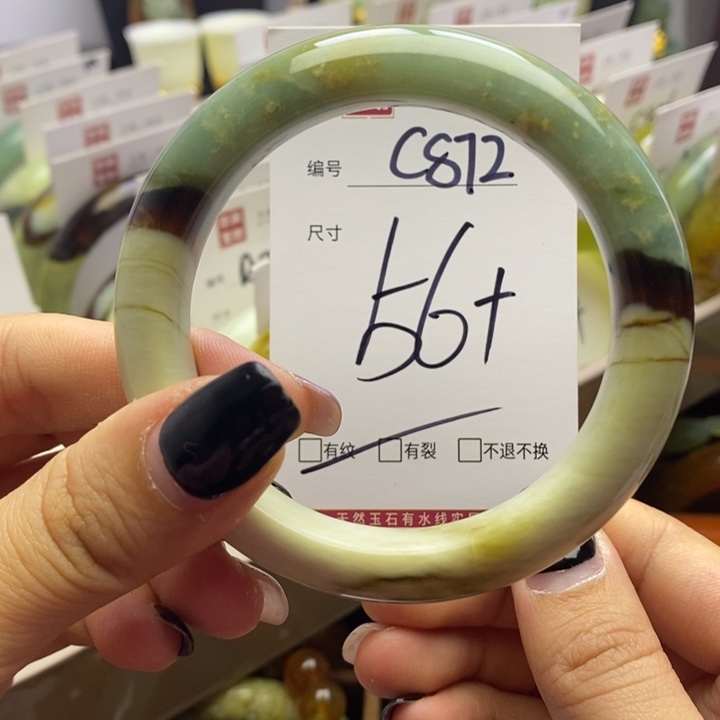 编号 C872
尺寸
56+
有纹 有裂 不退不换
天然玉石有水线实属